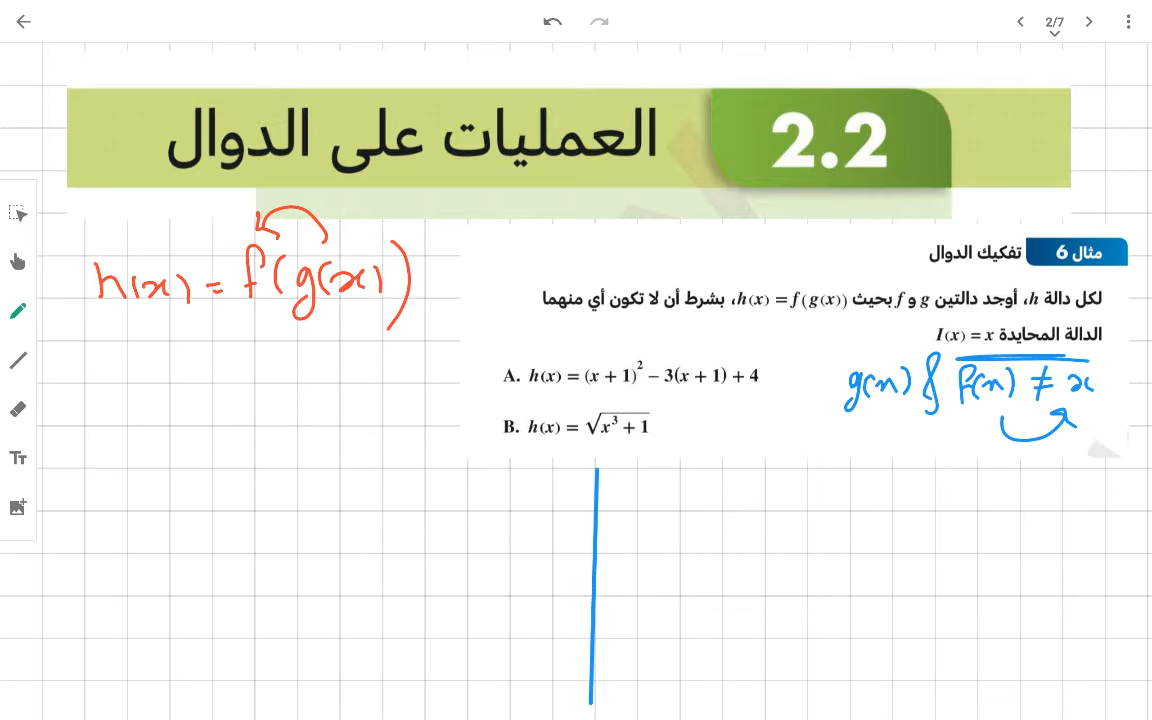 2/7
2.2 العمليات على الدوال
h(x) = f(g(x))
مثال 6 تفكيك الدوال
لكل دالة h، أوجد دالتين g و f بحيث h(x) = f(g(x))، بشرط أن لا تكون أي منهما
الدالة المحايدة I(x) = x
A. h(x) = (x + 1)² − 3(x + 1) + 4
g(x) & f(x) ≠ x
B. h(x) = √(x³ + 1)
Tт